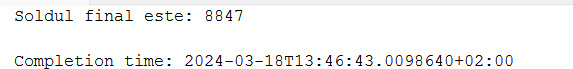 Soldul final este: 8847
Completion time: 2024-03-18T13:46:43.0098640+02:00